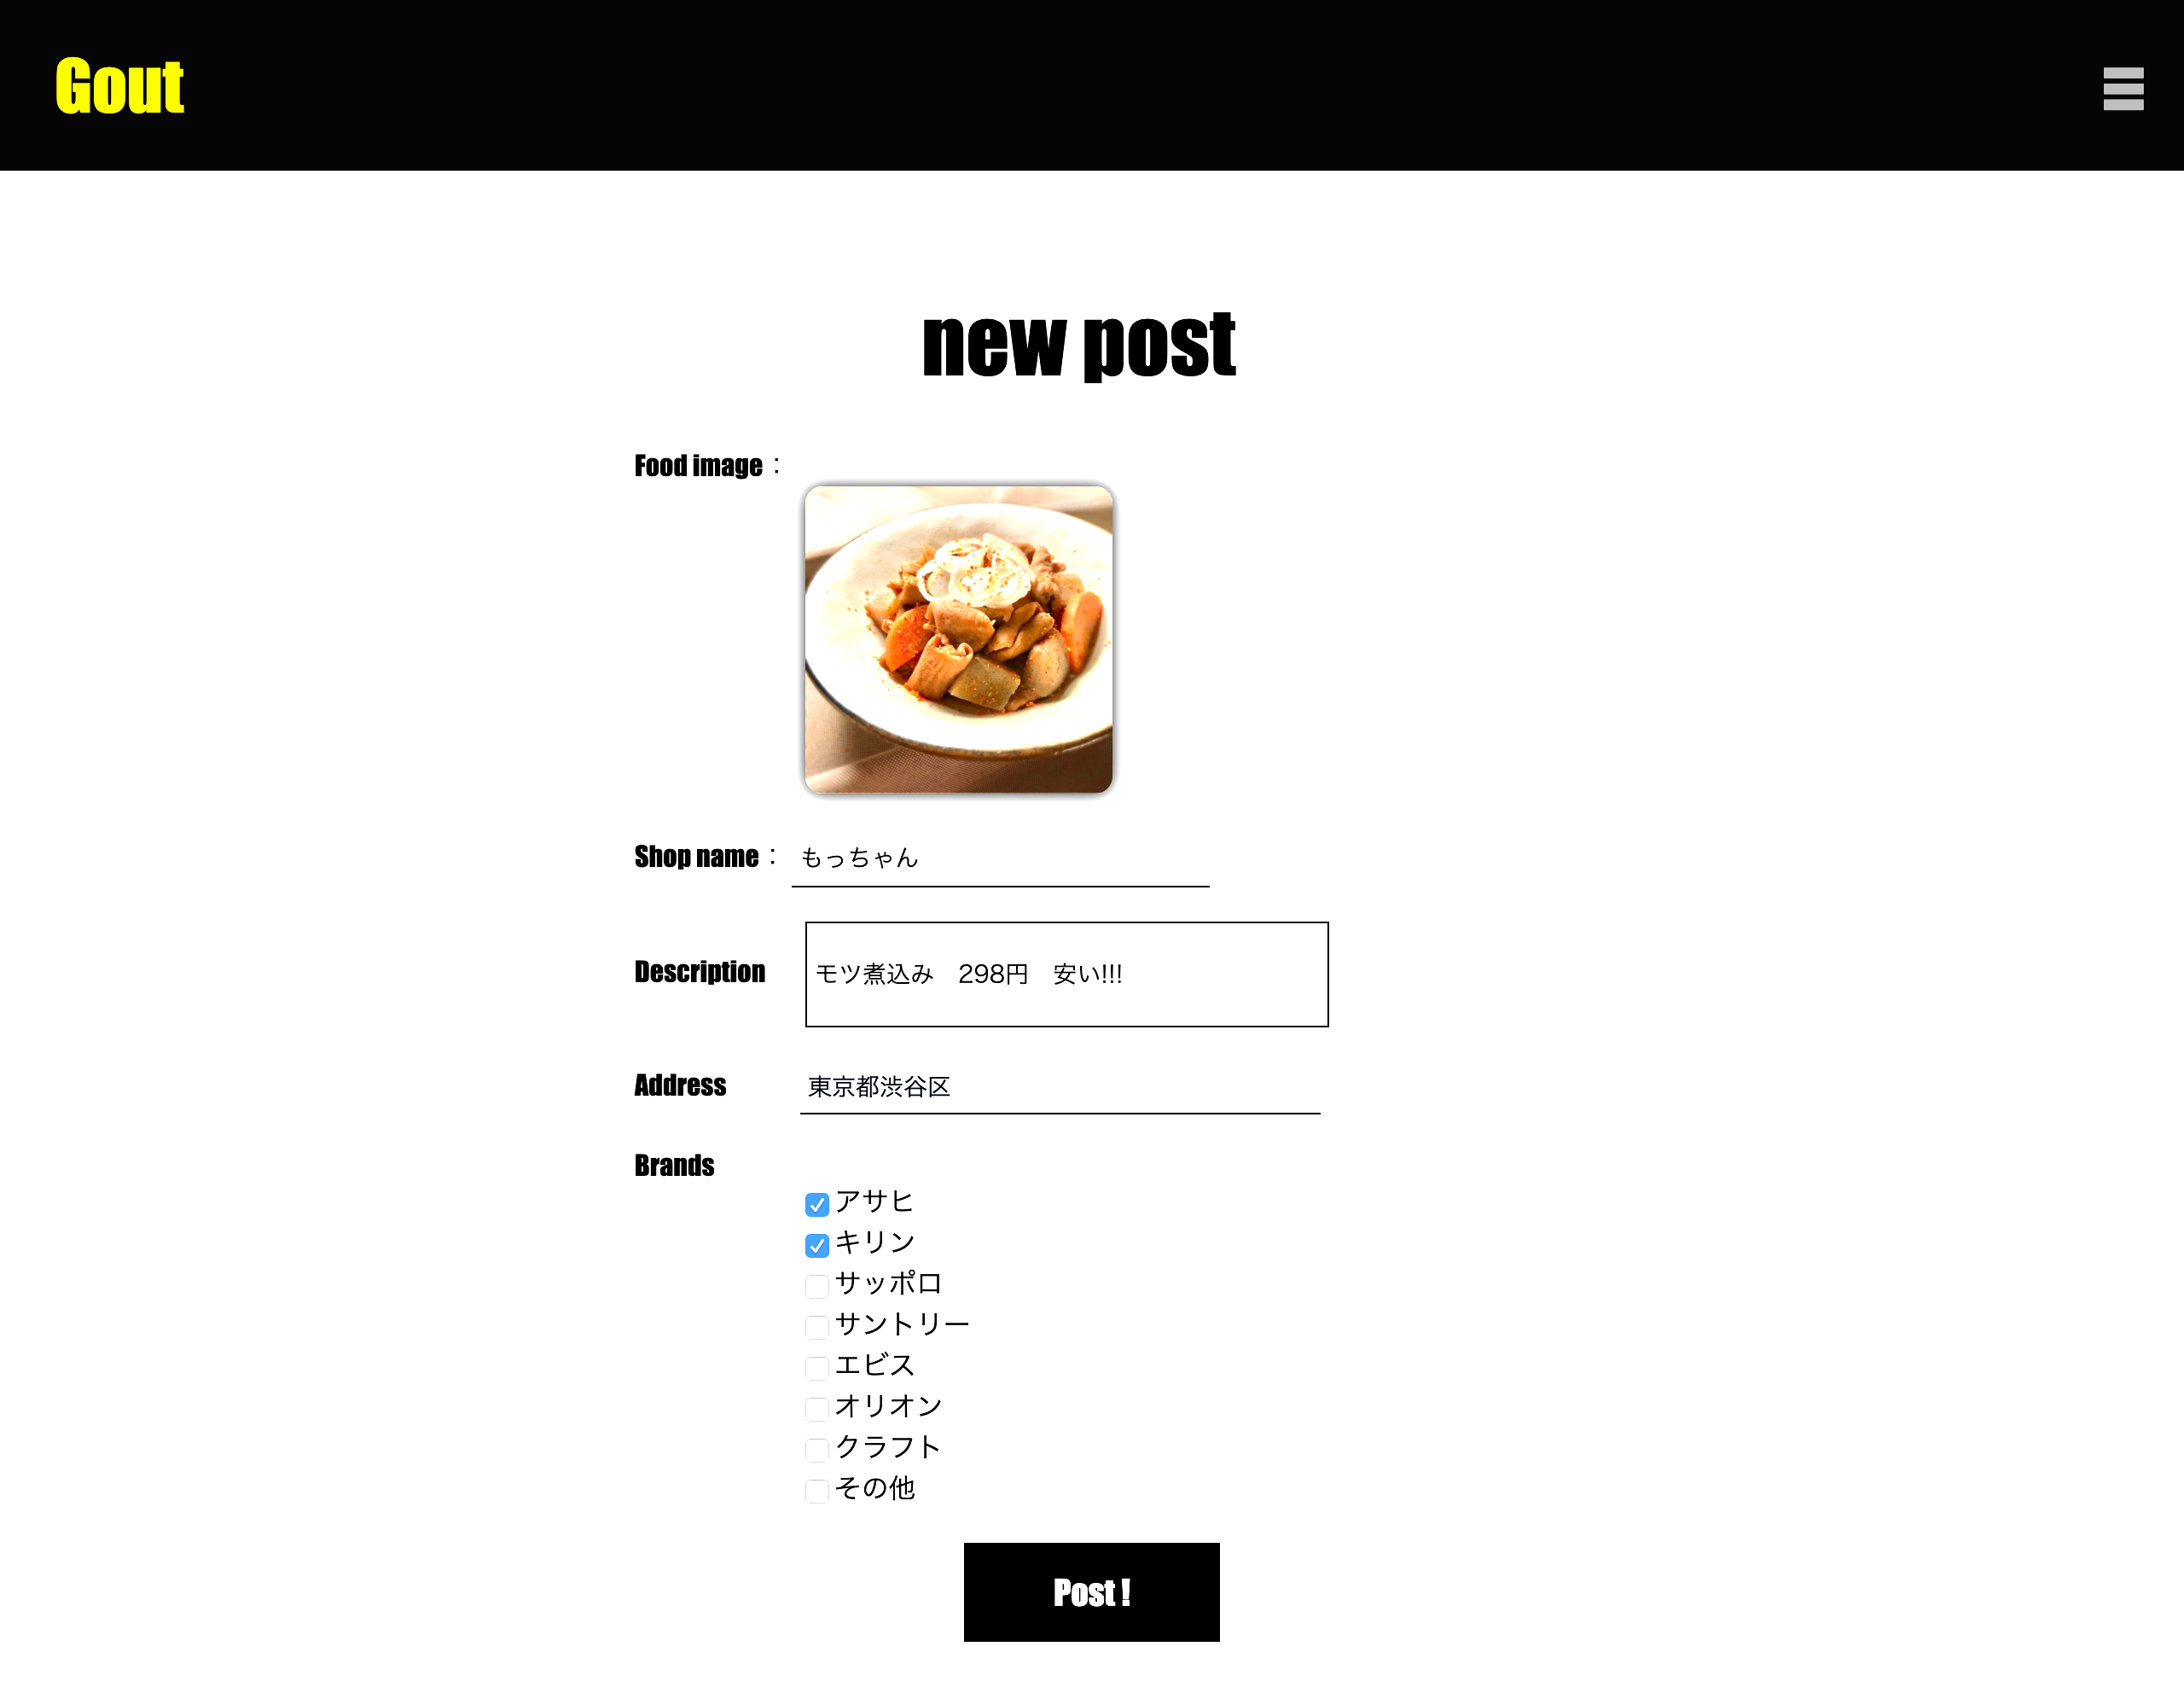 Gout
new post
Food image：
Shop name： もっちゃん
Description モツ煮込み　298円　安い!!!
Address 東京都渋谷区
Brands
アサヒ
キリン
サッポロ
サントリー
エビス
オリオン
クラフト
その他
Post !